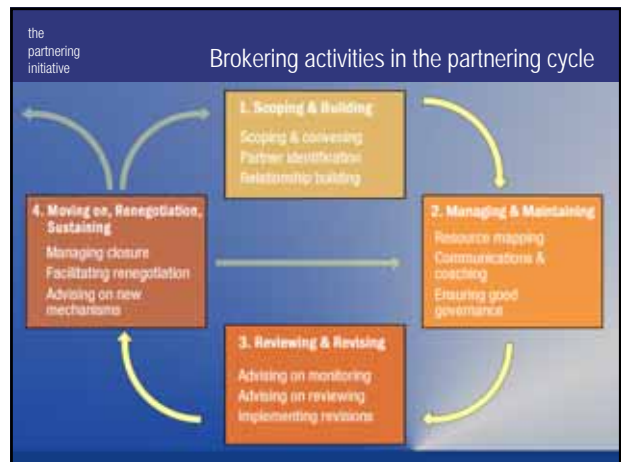 the
partnering
initiative
Brokering activities in the partnering cycle
1. Scoping & Building
Scoping & convening
Partner identification
Relationship building
2. Managing & Maintaining
Resource mapping
Communications &
coaching
Ensuring good
governance
3. Reviewing & Revising
Advising on monitoring
Advising on reviewing
Implementing revisions
4. Moving on, Renegotiation,
Sustaining
Managing closure
Facilitating renegotiation
Advising on new
mechanisms